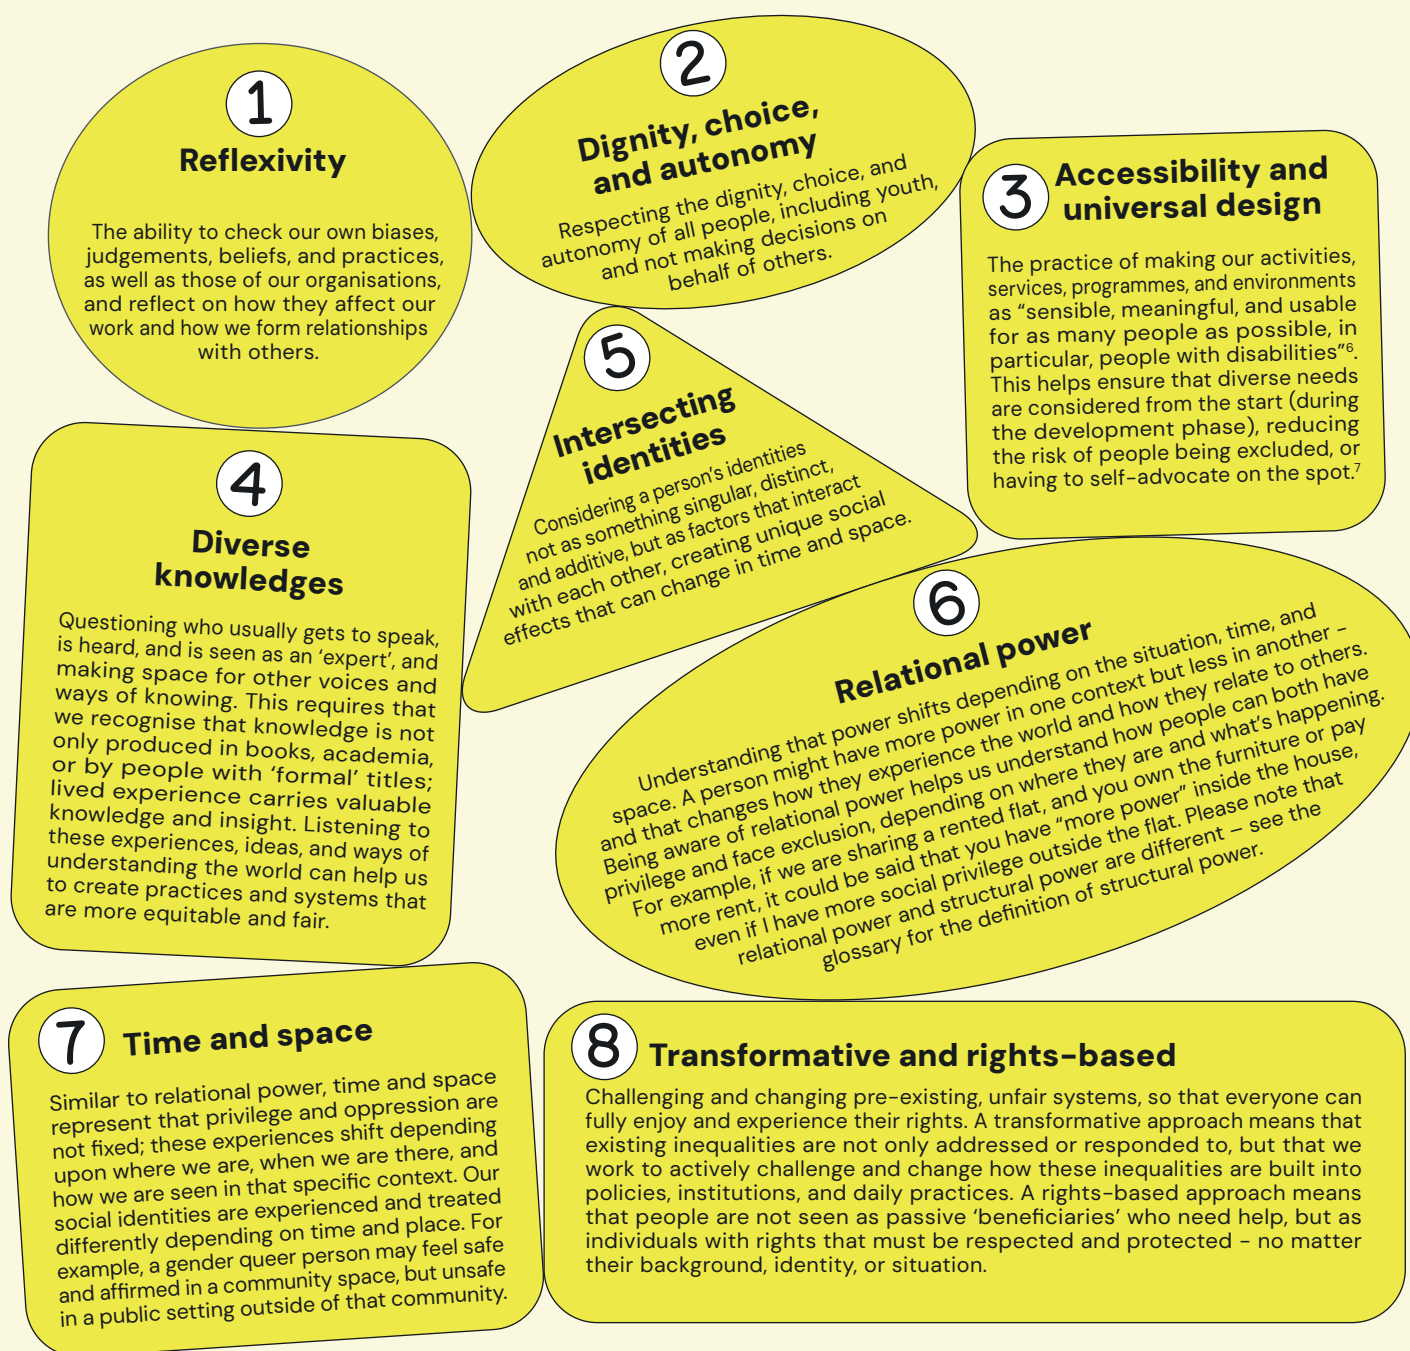 1
Reflexivity
The ability to check our own biases,
judgements, beliefs, and practices,
as well as those of our organisations,
and reflect on how they affect our
work and how we form relationships
with others.
2
Dignity, choice,
and autonomy
Respecting the dignity, choice, and
autonomy of all people, including youth,
and not making decisions on
behalf of others.
3
Accessibility and
universal design
The practice of making our activities,
services, programmes, and environments
as “sensible, meaningful, and usable
for as many people as possible, in
particular, people with disabilities”⁶.
This helps ensure that diverse needs
are considered from the start (during
the development phase), reducing
the risk of people being excluded, or
having to self-advocate on the spot.⁷
4
Diverse
knowledges
Questioning who usually gets to speak,
is heard, and is seen as an ‘expert’, and
making space for other voices and
ways of knowing. This requires that
we recognise that knowledge is not
only produced in books, academia,
or by people with ‘formal’ titles;
lived experience carries valuable
knowledge and insight. Listening to
these experiences, ideas, and ways of
understanding the world can help us
to create practices and systems that
are more equitable and fair.
5
Intersecting
identities
Considering a person’s identities
not as something singular, distinct,
and additive, but as factors that interact
with each other, creating unique social
effects that can change in time and space.
6
Relational power
Understanding that power shifts depending on the situation, time, and
space. A person might have more power in one context but less in another –
and that changes how they experience the world and how they relate to others.
Being aware of relational power helps us understand how people can both have
privilege and face exclusion, depending on where they are and what’s happening.
For example, if we are sharing a rented flat, and you own the furniture or pay
more rent, it could be said that you have “more power” inside the house,
even if I have more social privilege outside the flat. Please note that
relational power and structural power are different – see the
glossary for the definition of structural power.
7
Time and space
Similar to relational power, time and space
represent that privilege and oppression are
not fixed; these experiences shift depending
upon where we are, when we are there, and
how we are seen in that specific context. Our
social identities are experienced and treated
differently depending on time and place. For
example, a gender queer person may feel safe
and affirmed in a community space, but unsafe
in a public setting outside of that community.
8
Transformative and rights-based
Challenging and changing pre-existing, unfair systems, so that everyone can
fully enjoy and experience their rights. A transformative approach means that
existing inequalities are not only addressed or responded to, but that we
work to actively challenge and change how these inequalities are built into
policies, institutions, and daily practices. A rights-based approach means
that people are not seen as passive ‘beneficiaries’ who need help, but as
individuals with rights that must be respected and protected – no matter
their background, identity, or situation.